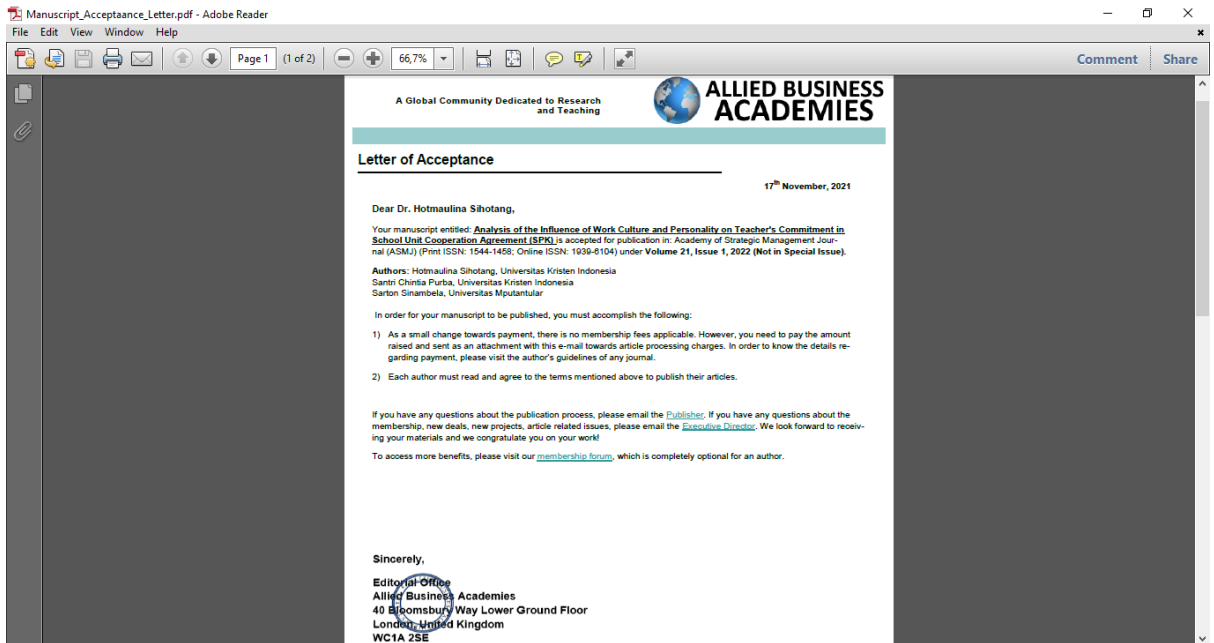 Manuscript_Acceptaance_Letter.pdf - Adobe Reader
File Edit View Window Help
Page 1 (1 of 2) 66,7% Comment Share
A Global Community Dedicated to Research
and Teaching
ALLIED BUSINESS
ACADEMIES
Letter of Acceptance
17th November, 2021
Dear Dr. Hotmaulina Sihotang,
Your manuscript entitled: Analysis of the Influence of Work Culture and Personality on Teacher's Commitment in
School Unit Cooperation Agreement (SPK) is accepted for publication in: Academy of Strategic Management Jour-
nal (ASMJ) (Print ISSN: 1544-1458; Online ISSN: 1939-6104) under Volume 21, Issue 1, 2022 (Not in Special Issue).
Authors: Hotmaulina Sihotang, Universitas Kristen Indonesia
Santri Chintia Purba, Universitas Kristen Indonesia
Sarton Sinambela, Universitas Mputantular
In order for your manuscript to be published, you must accomplish the following:
1) As a small change towards payment, there is no membership fees applicable. However, you need to pay the amount
raised and sent as an attachment with this e-mail towards article processing charges. In order to know the details re-
garding payment, please visit the author's guidelines of any journal.
2) Each author must read and agree to the terms mentioned above to publish their articles.
If you have any questions about the publication process, please email the Publisher. If you have any questions about the
membership, new deals, new projects, article related issues, please email the Executive Director. We look forward to receiv-
ing your materials and we congratulate you on your work!
To access more benefits, please visit our membership forum, which is completely optional for an author.
Sincerely,
Editorial Office
Allied Business Academies
40 Bloomsbury Way Lower Ground Floor
London, United Kingdom
WC1A 2SE